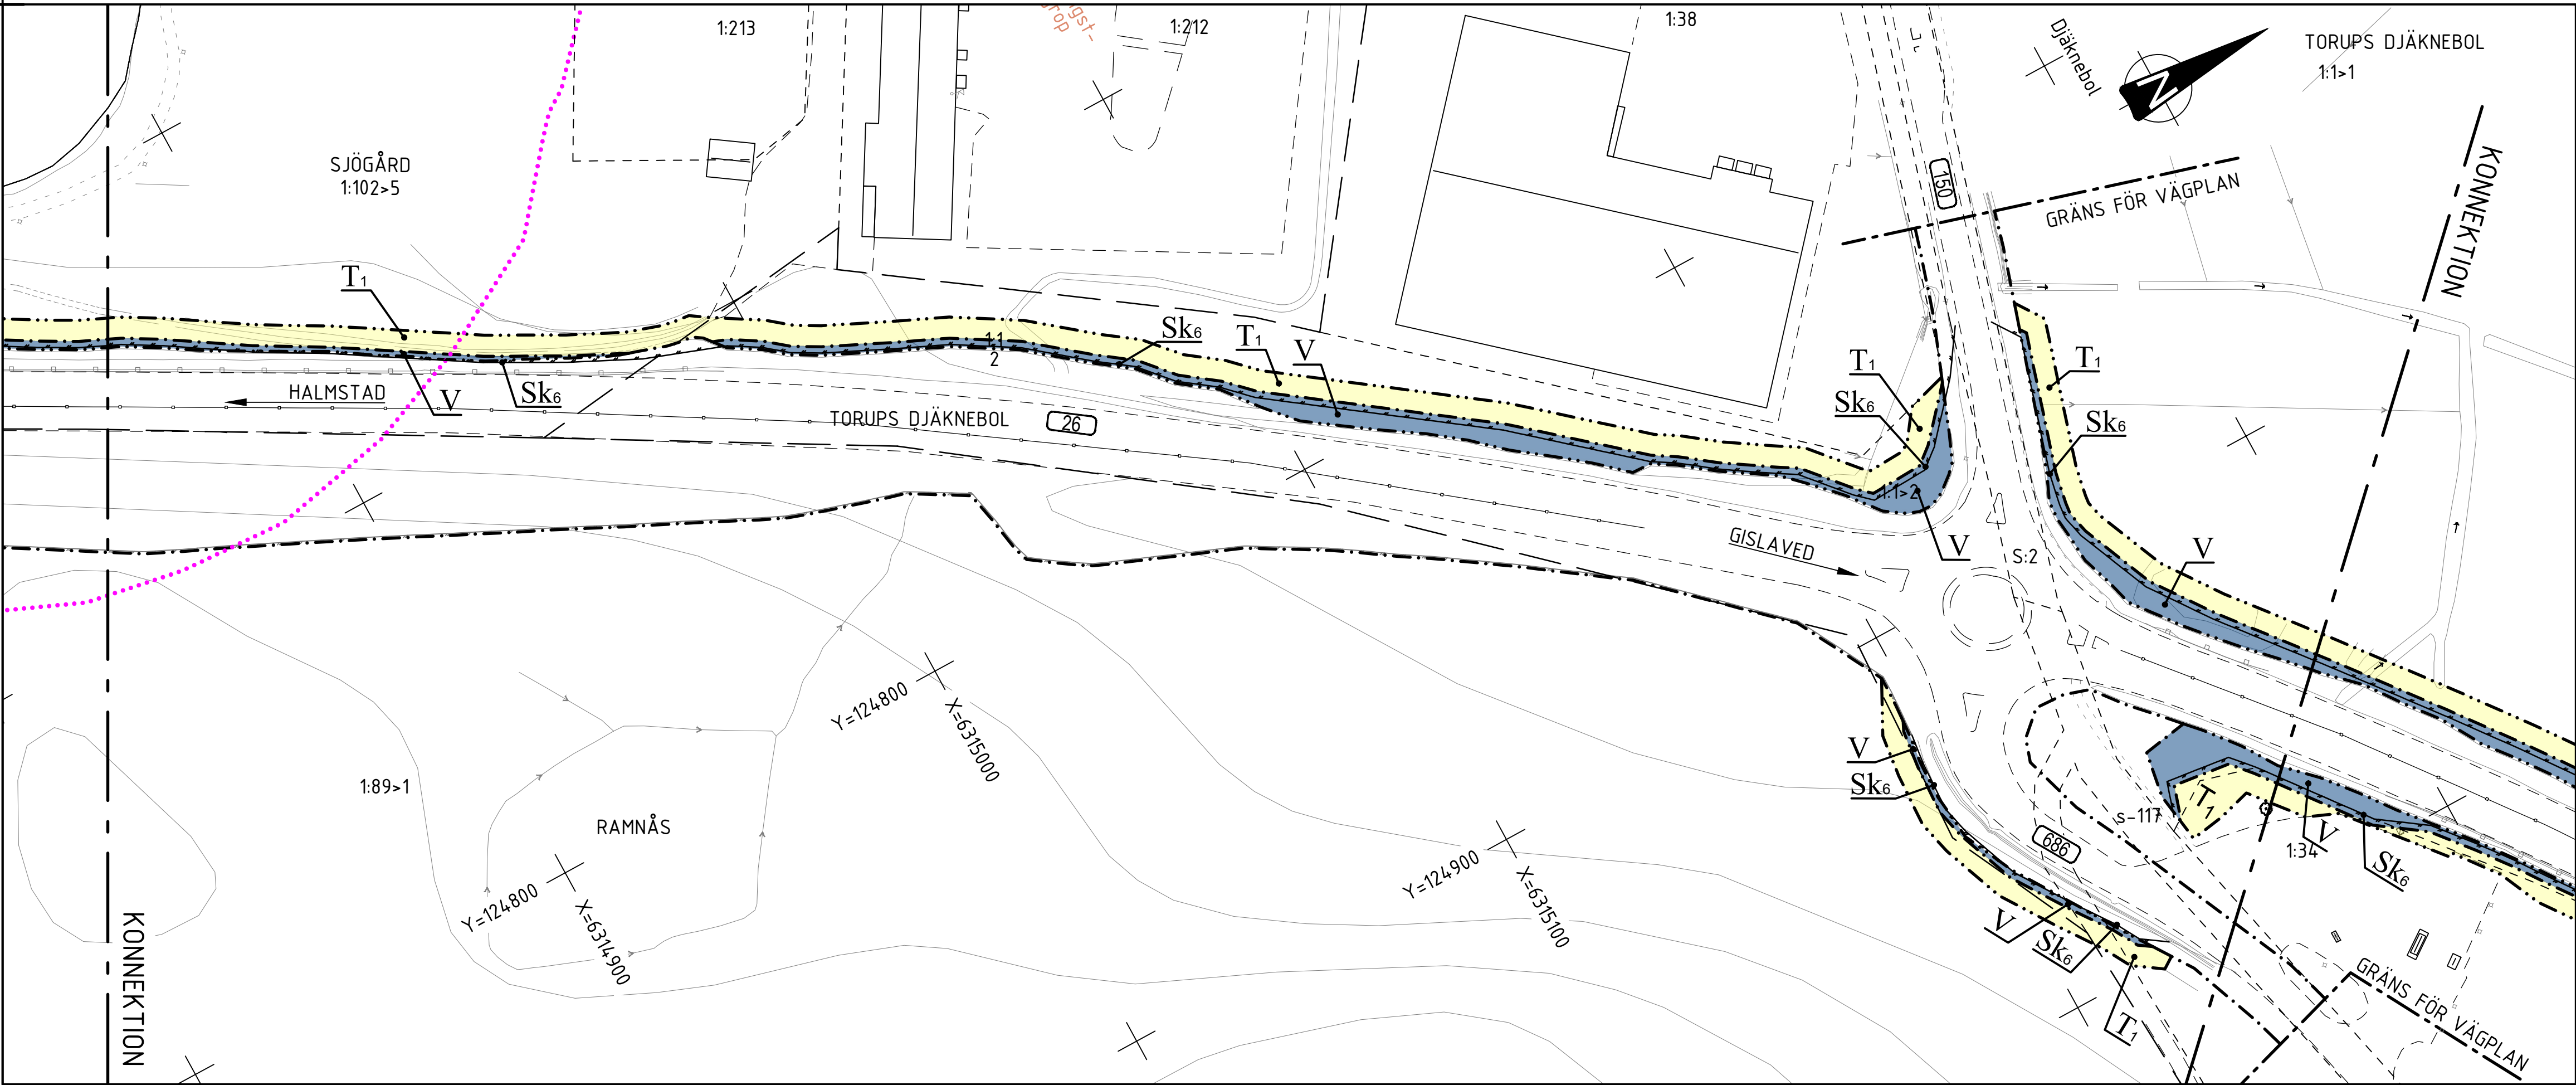 1:213
ngst-
grop
1:212
1:38
Djäknebol
N
TORUPS DJÄKNEBOL
1:1>1
SJÖGÅRD
1:102>5
150
GRÄNS FÖR VÄGPLAN
KONNEKTION
T1
Sk6
T1
V
1:1
2
T1
Sk6
T1
Sk6
HALMSTAD
V
Sk6
TORUPS DJÄKNEBOL
26
1:1>2
V
GISLAVED
S:2
V
Y=124800
X=6315000
V
Sk6
1:89>1
RAMNÅS
T1
s-117
V
1:34
Sk6
686
Y=124800
X=6314900
Y=124900
X=6315100
V
Sk6
T1
KONNEKTION
GRÄNS FÖR VÄGPLAN